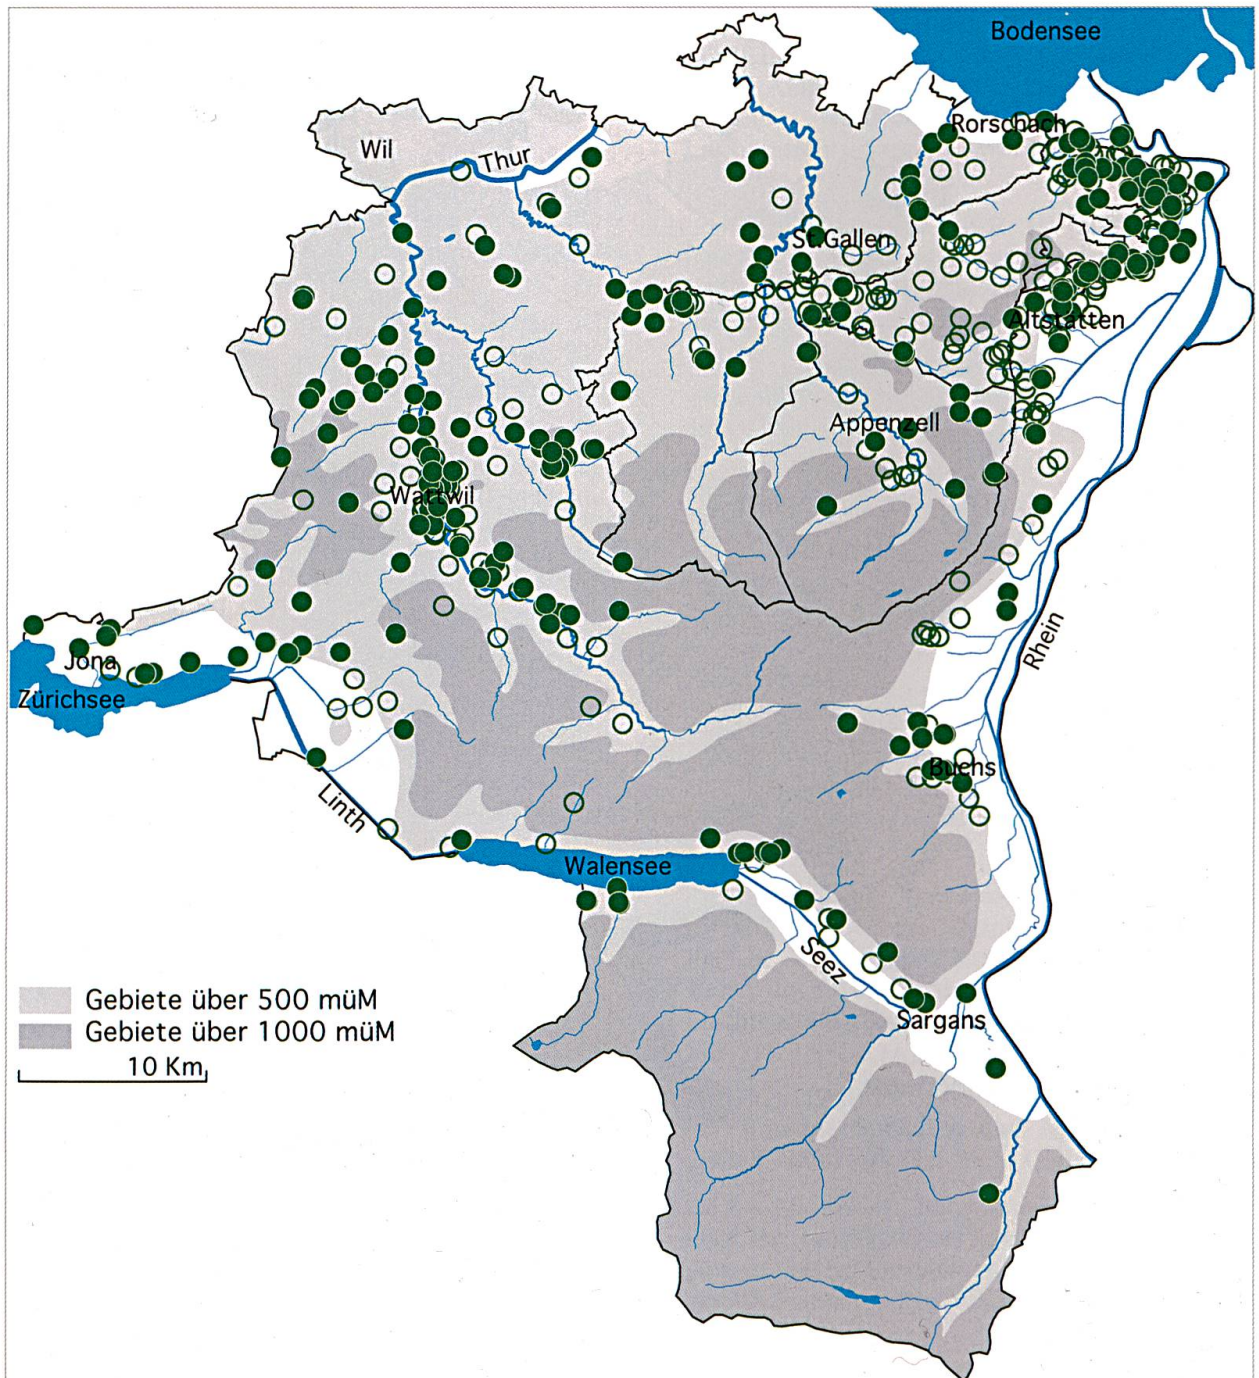 Bodensee
Rorschach
Wil
Thur
St.Gallen
Altstätten
Appenzell
Wattwil
Rhein
Jona
Zürichsee
Buchs
Linth
Walensee
Seez
Gebiete über 500 müM
Gebiete über 1000 müM
10 Km
Sargans